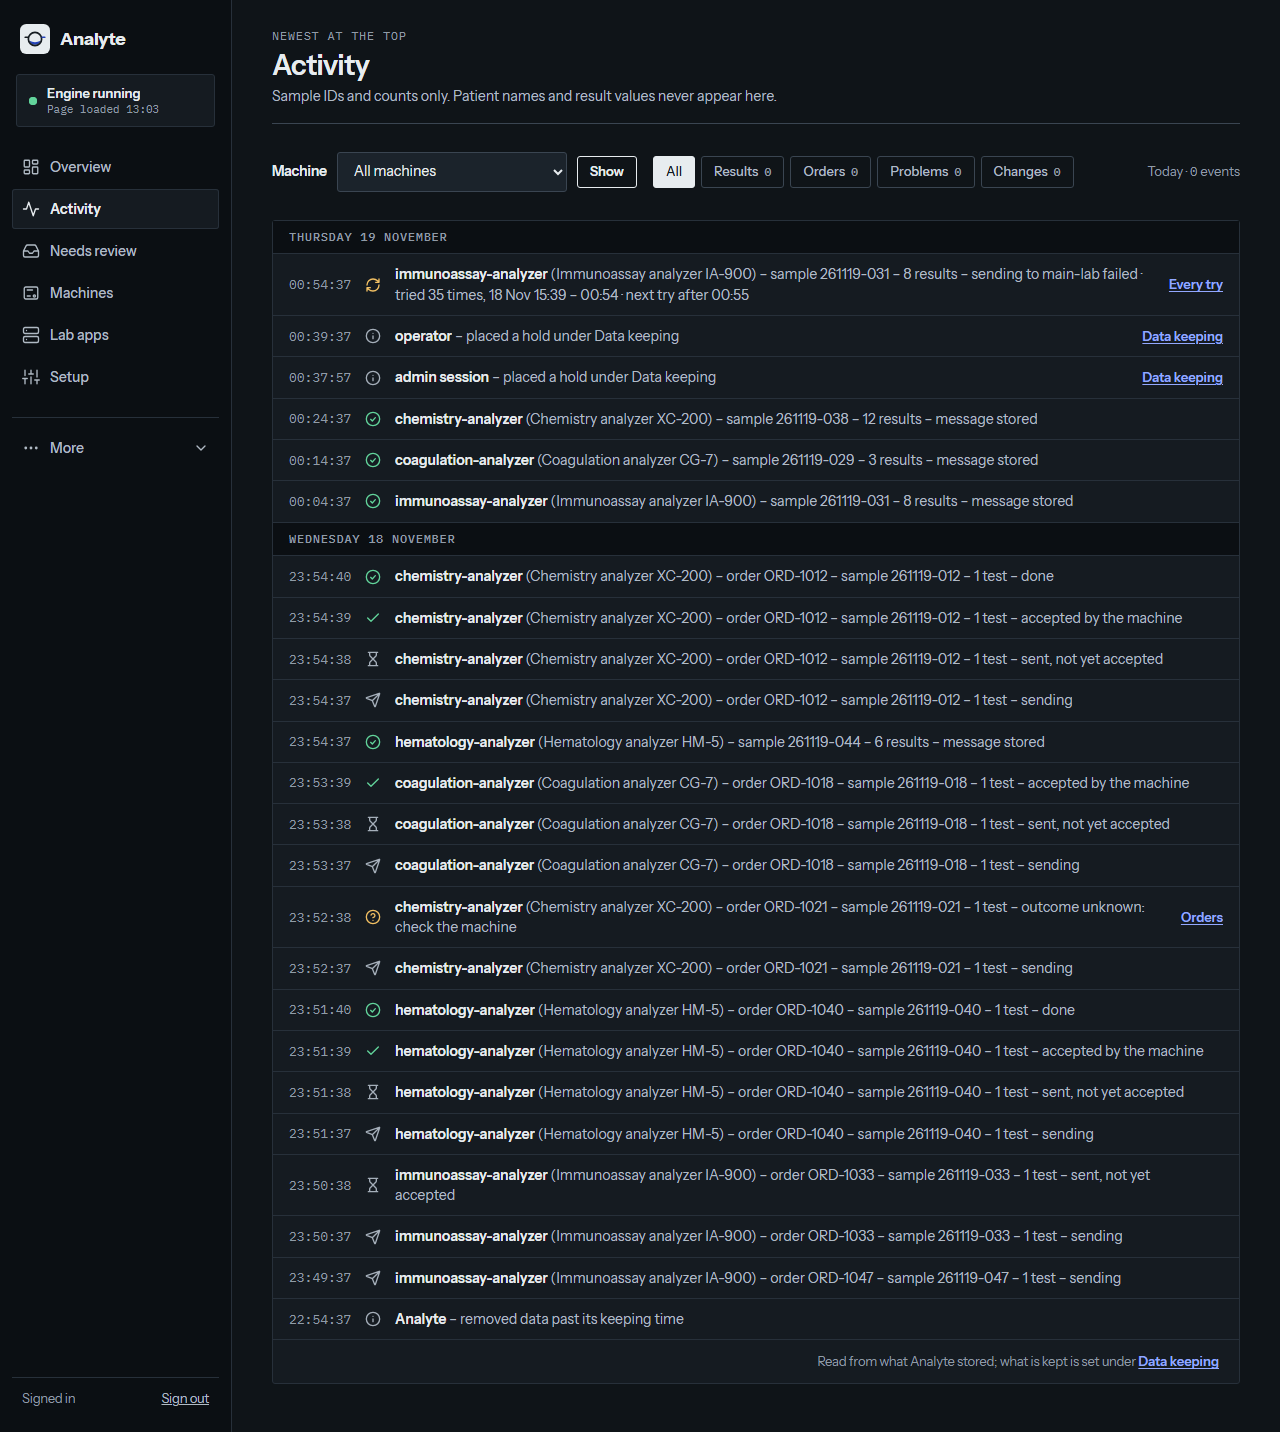 Analyte
Engine running
Page loaded 13:03
Overview
Activity
Needs review
Machines
Lab apps
Setup
More
Signed in
Sign out
NEWEST AT THE TOP
Activity
Sample IDs and counts only. Patient names and result values never appear here.
Machine All machines Show All Results 0 Orders 0 Problems 0 Changes 0 Today · 0 events
THURSDAY 19 NOVEMBER
00:54:37 immunoassay-analyzer (Immunoassay analyzer IA-900) – sample 261119-031 – 8 results – sending to main-lab failed ·
tried 35 times, 18 Nov 15:39 – 00:54 · next try after 00:55
Every try
00:39:37 operator – placed a hold under Data keeping Data keeping
00:37:57 admin session – placed a hold under Data keeping Data keeping
00:24:37 chemistry-analyzer (Chemistry analyzer XC-200) – sample 261119-038 – 12 results – message stored
00:14:37 coagulation-analyzer (Coagulation analyzer CG-7) – sample 261119-029 – 3 results – message stored
00:04:37 immunoassay-analyzer (Immunoassay analyzer IA-900) – sample 261119-031 – 8 results – message stored
WEDNESDAY 18 NOVEMBER
23:54:40 chemistry-analyzer (Chemistry analyzer XC-200) – order ORD-1012 – sample 261119-012 – 1 test – done
23:54:39 chemistry-analyzer (Chemistry analyzer XC-200) – order ORD-1012 – sample 261119-012 – 1 test – accepted by the machine
23:54:38 chemistry-analyzer (Chemistry analyzer XC-200) – order ORD-1012 – sample 261119-012 – 1 test – sent, not yet accepted
23:54:37 chemistry-analyzer (Chemistry analyzer XC-200) – order ORD-1012 – sample 261119-012 – 1 test – sending
23:54:37 hematology-analyzer (Hematology analyzer HM-5) – sample 261119-044 – 6 results – message stored
23:53:39 coagulation-analyzer (Coagulation analyzer CG-7) – order ORD-1018 – sample 261119-018 – 1 test – accepted by the machine
23:53:38 coagulation-analyzer (Coagulation analyzer CG-7) – order ORD-1018 – sample 261119-018 – 1 test – sent, not yet accepted
23:53:37 coagulation-analyzer (Coagulation analyzer CG-7) – order ORD-1018 – sample 261119-018 – 1 test – sending
23:52:38 chemistry-analyzer (Chemistry analyzer XC-200) – order ORD-1021 – sample 261119-021 – 1 test – outcome unknown:
check the machine
Orders
23:52:37 chemistry-analyzer (Chemistry analyzer XC-200) – order ORD-1021 – sample 261119-021 – 1 test – sending
23:51:40 hematology-analyzer (Hematology analyzer HM-5) – order ORD-1040 – sample 261119-040 – 1 test – done
23:51:39 hematology-analyzer (Hematology analyzer HM-5) – order ORD-1040 – sample 261119-040 – 1 test – accepted by the machine
23:51:38 hematology-analyzer (Hematology analyzer HM-5) – order ORD-1040 – sample 261119-040 – 1 test – sent, not yet accepted
23:51:37 hematology-analyzer (Hematology analyzer HM-5) – order ORD-1040 – sample 261119-040 – 1 test – sending
23:50:38 immunoassay-analyzer (Immunoassay analyzer IA-900) – order ORD-1033 – sample 261119-033 – 1 test – sent, not yet
accepted
23:50:37 immunoassay-analyzer (Immunoassay analyzer IA-900) – order ORD-1033 – sample 261119-033 – 1 test – sending
23:49:37 immunoassay-analyzer (Immunoassay analyzer IA-900) – order ORD-1047 – sample 261119-047 – 1 test – sending
22:54:37 Analyte – removed data past its keeping time
Read from what Analyte stored; what is kept is set under Data keeping